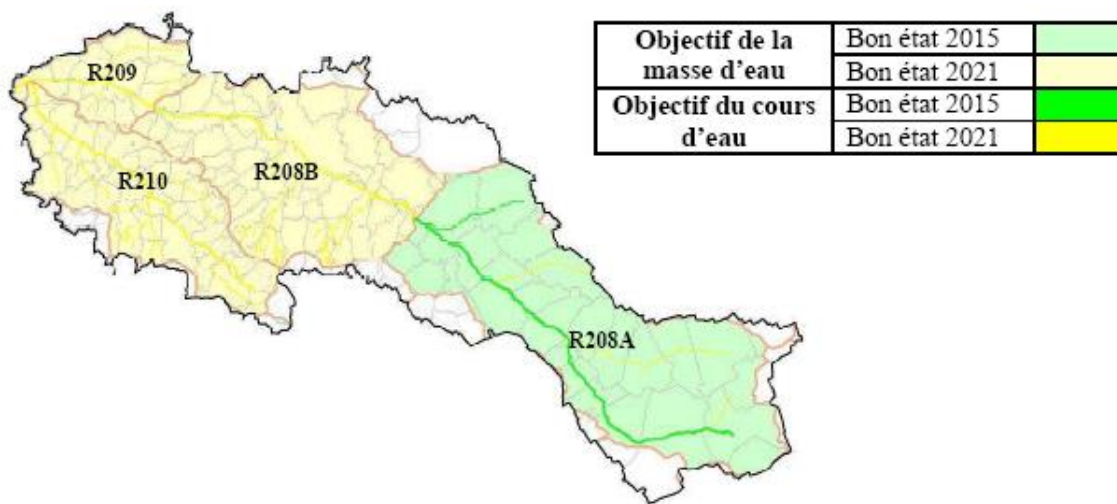 Objectif de la masse d'eau
Bon état 2015
Bon état 2021
Objectif du cours d'eau
Bon état 2015
Bon état 2021
R209
R210
R208B
R208A